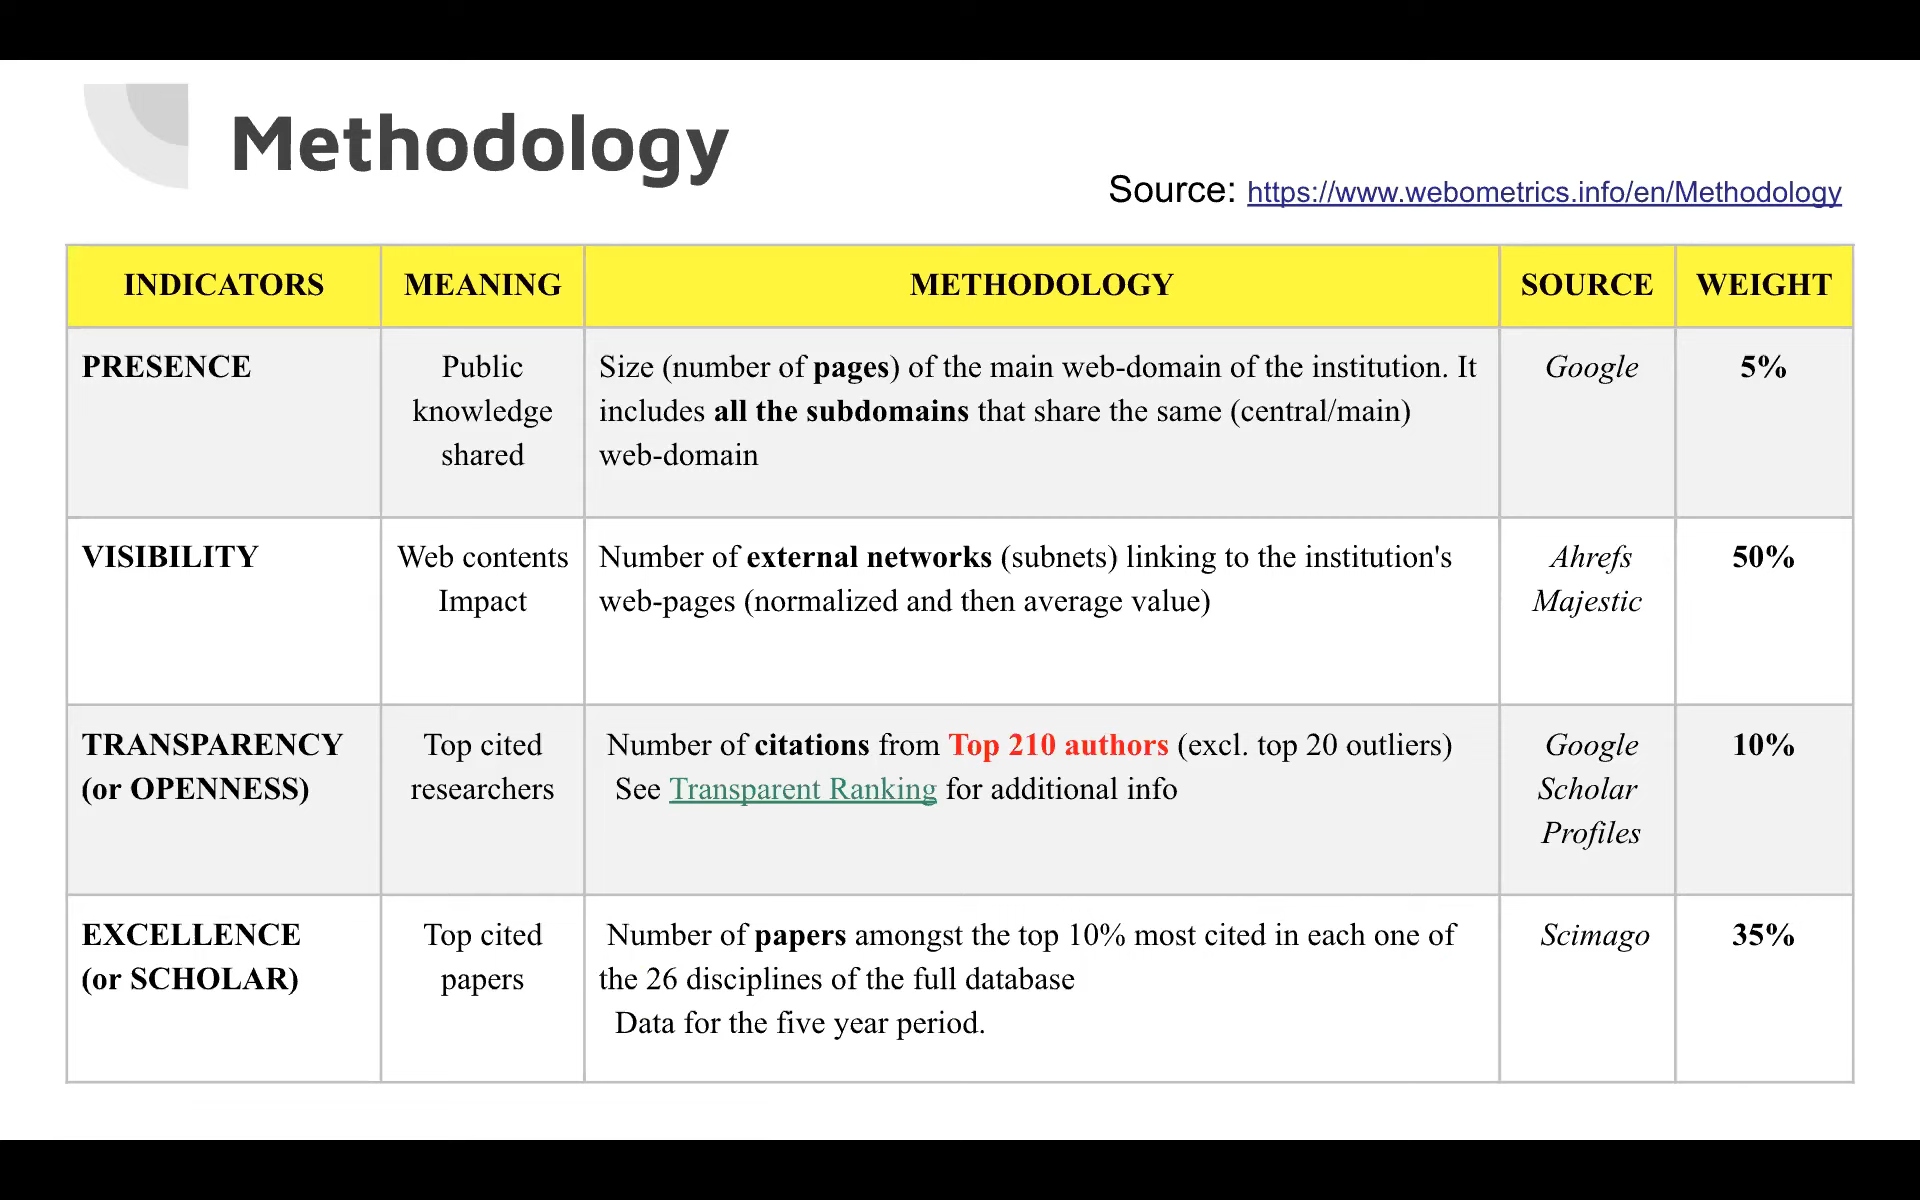 Methodology
Source: https://www.webometrics.info/en/Methodology
INDICATORS MEANING METHODOLOGY SOURCE WEIGHT
PRESENCE
Public
knowledge
shared
Size (number of pages) of the main web-domain of the institution. It
includes all the subdomains that share the same (central/main)
web-domain
Google
5%
VISIBILITY
Web contents
Impact
Number of external networks (subnets) linking to the institution's
web-pages (normalized and then average value)
Ahrefs
Majestic
50%
TRANSPARENCY
(or OPENNESS)
Top cited
researchers
Number of citations from Top 210 authors (excl. top 20 outliers)
See Transparent Ranking for additional info
Google
Scholar
Profiles
10%
EXCELLENCE
(or SCHOLAR)
Top cited
papers
Number of papers amongst the top 10% most cited in each one of
the 26 disciplines of the full database
Data for the five year period.
Scimago
35%